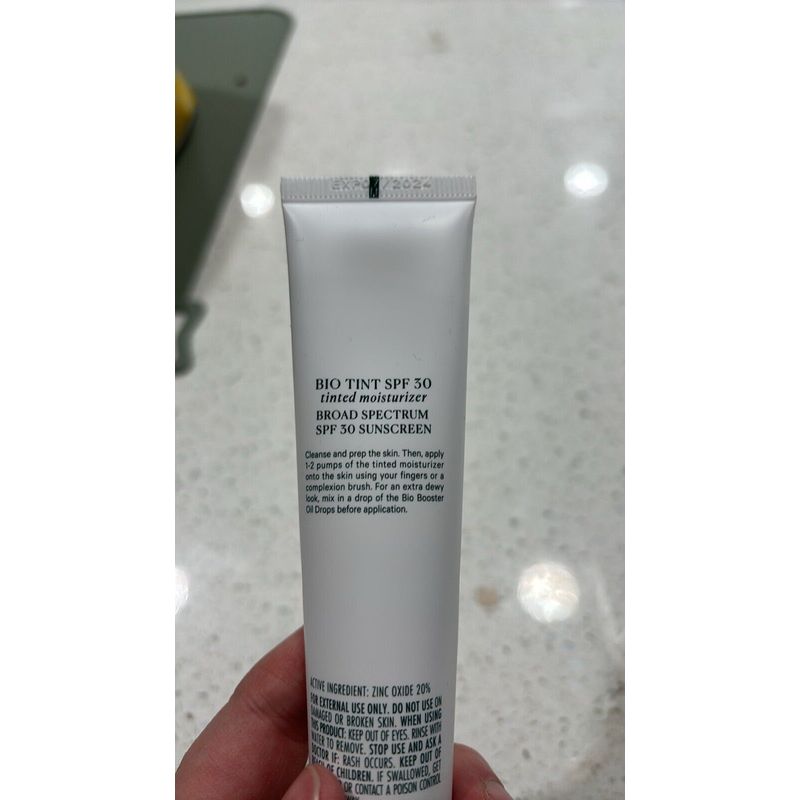 EXP0 /2024
BIO TINT SPF 30
tinted moisturizer
BROAD SPECTRUM
SPF 30 SUNSCREEN
Cleanse and prep the skin. Then, apply
1-2 pumps of the tinted moisturizer
onto the skin using your fingers or a
complexion brush. For an extra dewy
look, mix in a drop of the Bio Booster
Oil Drops before application.
ACTIVE INGREDIENT: ZINC OXIDE 20%
FOR EXTERNAL USE ONLY. DO NOT USE ON
DAMAGED OR BROKEN SKIN. WHEN USING
THIS PRODUCT: KEEP OUT OF EYES. RINSE WITH
WATER TO REMOVE. STOP USE AND ASK A
DOCTOR IF: RASH OCCURS. KEEP OUT OF
OF CHILDREN. IF SWALLOWED, GET
OR CONTACT A POISON CONTROL